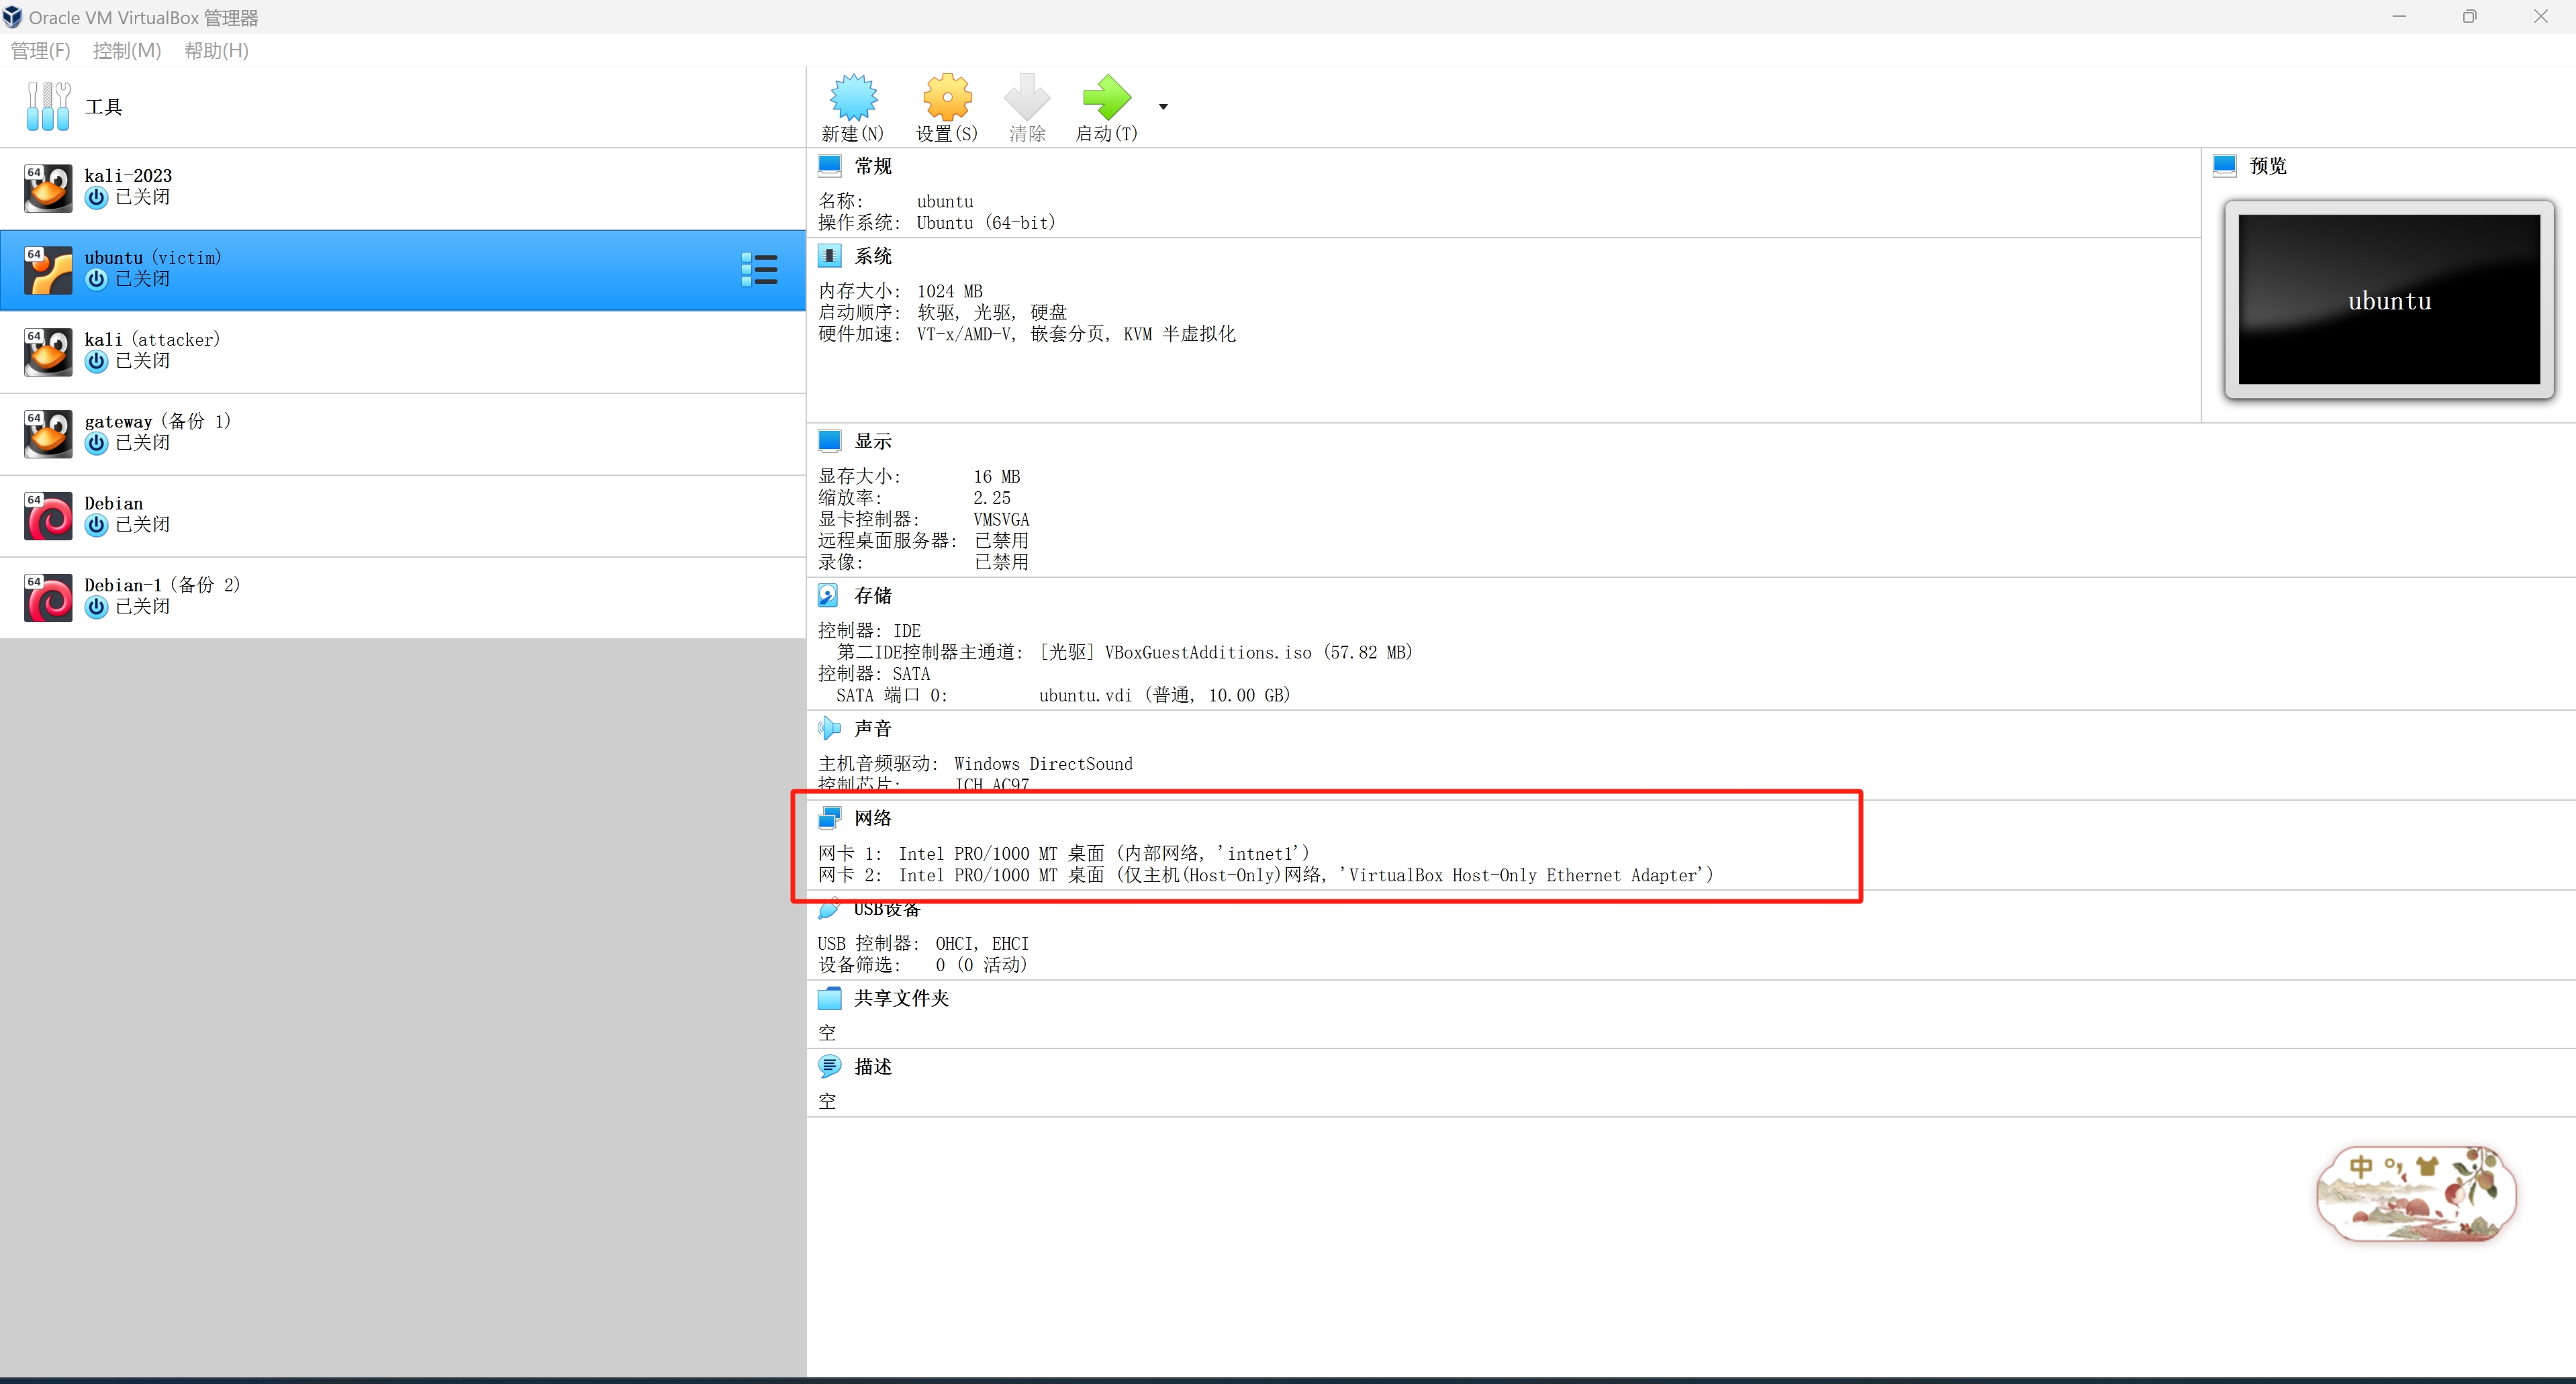 Oracle VM VirtualBox 管理器
管理(F) 控制(M) 帮助(H)
工具
新建(N) 设置(S) 清除 启动(T)
64 kali-2023
已关闭
64 ubuntu (victim)
已关闭
64 kali (attacker)
已关闭
64 gateway (备份 1)
已关闭
64 Debian
已关闭
64 Debian-1 (备份 2)
已关闭
常规
名称: ubuntu
操作系统: Ubuntu (64-bit)
系统
内存大小: 1024 MB
启动顺序: 软驱, 光驱, 硬盘
硬件加速: VT-x/AMD-V, 嵌套分页, KVM 半虚拟化
预览
ubuntu
显示
显存大小: 16 MB
缩放率: 2.25
显卡控制器: VMSVGA
远程桌面服务器: 已禁用
录像: 已禁用
存储
控制器: IDE
第二IDE控制器主通道: [光驱] VBoxGuestAdditions.iso (57.82 MB)
控制器: SATA
SATA 端口 0: ubuntu.vdi (普通, 10.00 GB)
声音
主机音频驱动: Windows DirectSound
控制芯片: ICH AC97
网络
网卡 1: Intel PRO/1000 MT 桌面 (内部网络, 'intnet1')
网卡 2: Intel PRO/1000 MT 桌面 (仅主机(Host-Only)网络, 'VirtualBox Host-Only Ethernet Adapter')
USB设备
USB 控制器: OHCI, EHCI
设备筛选: 0 (0 活动)
共享文件夹
空
描述
空
中